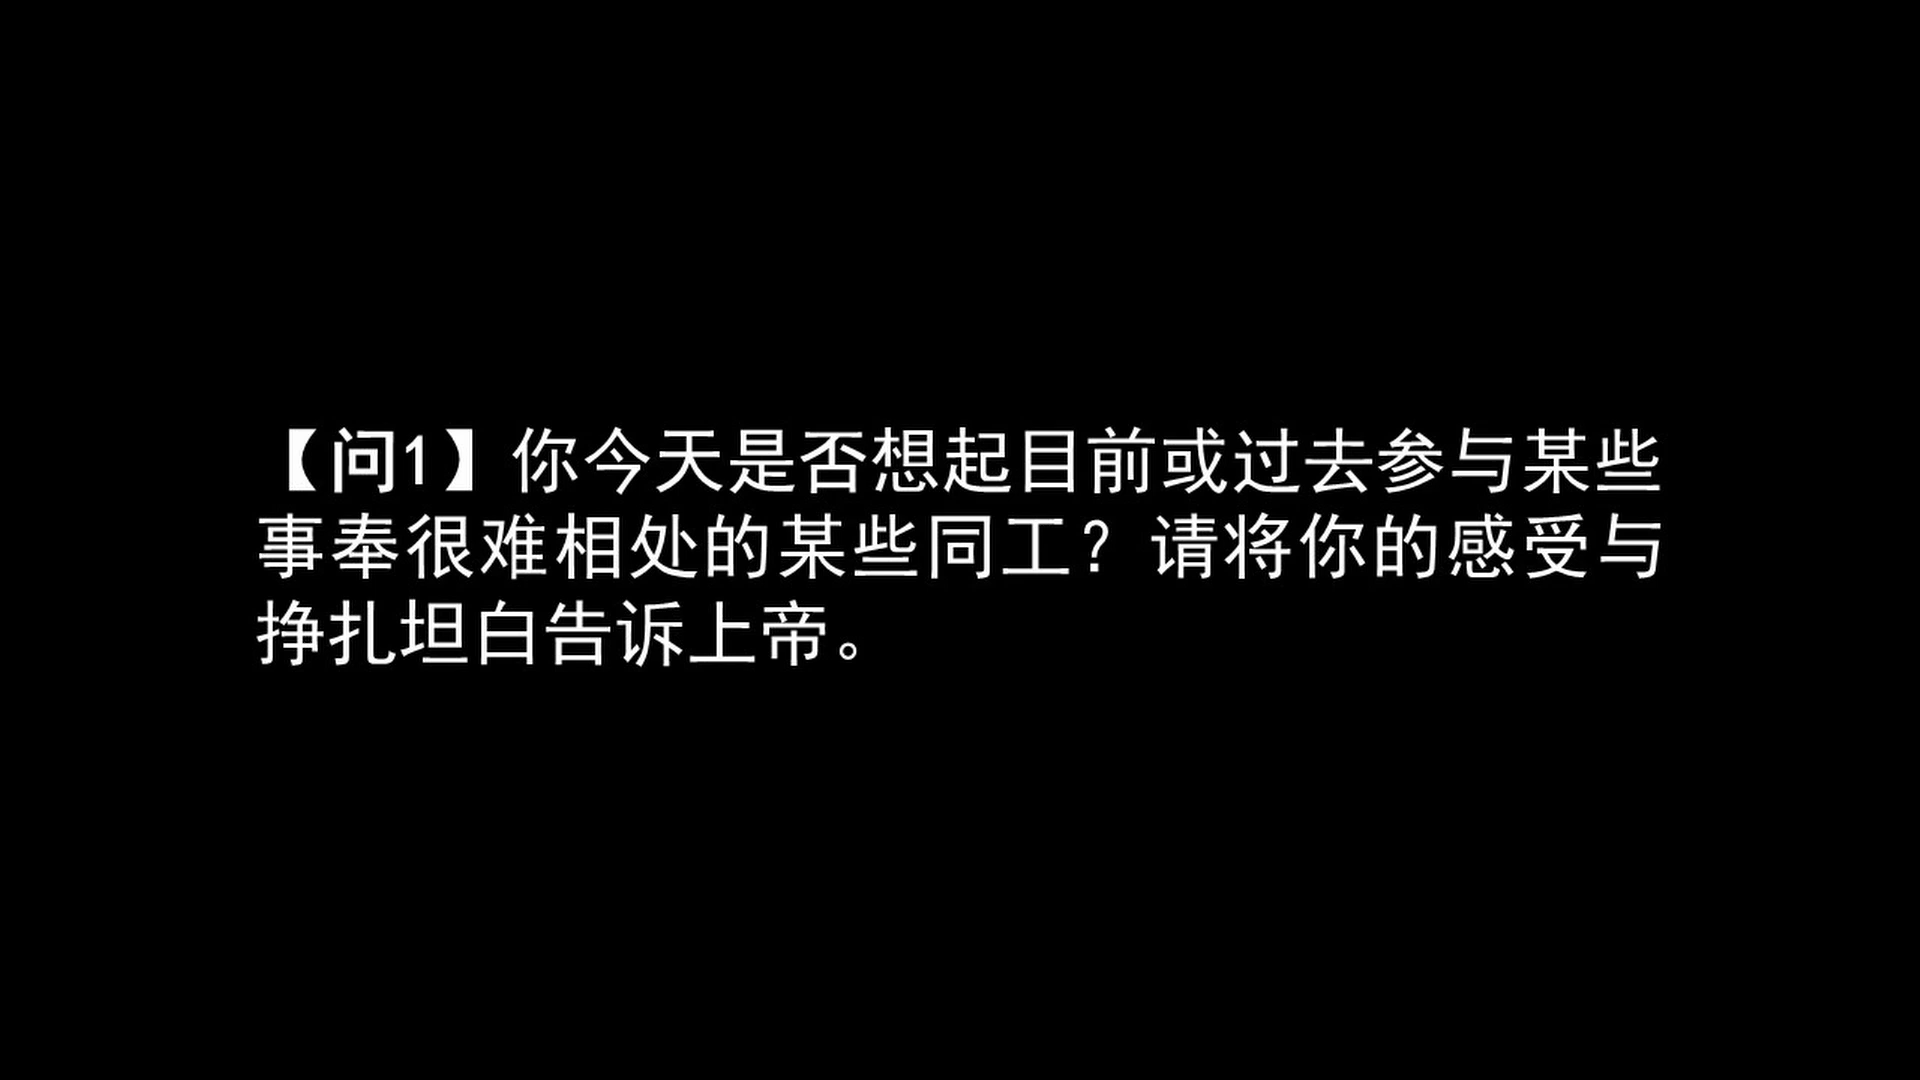 【问1】你今天是否想起目前或过去参与某些
事奉很难相处的某些同工？请将你的感受与
挣扎坦白告诉上帝。